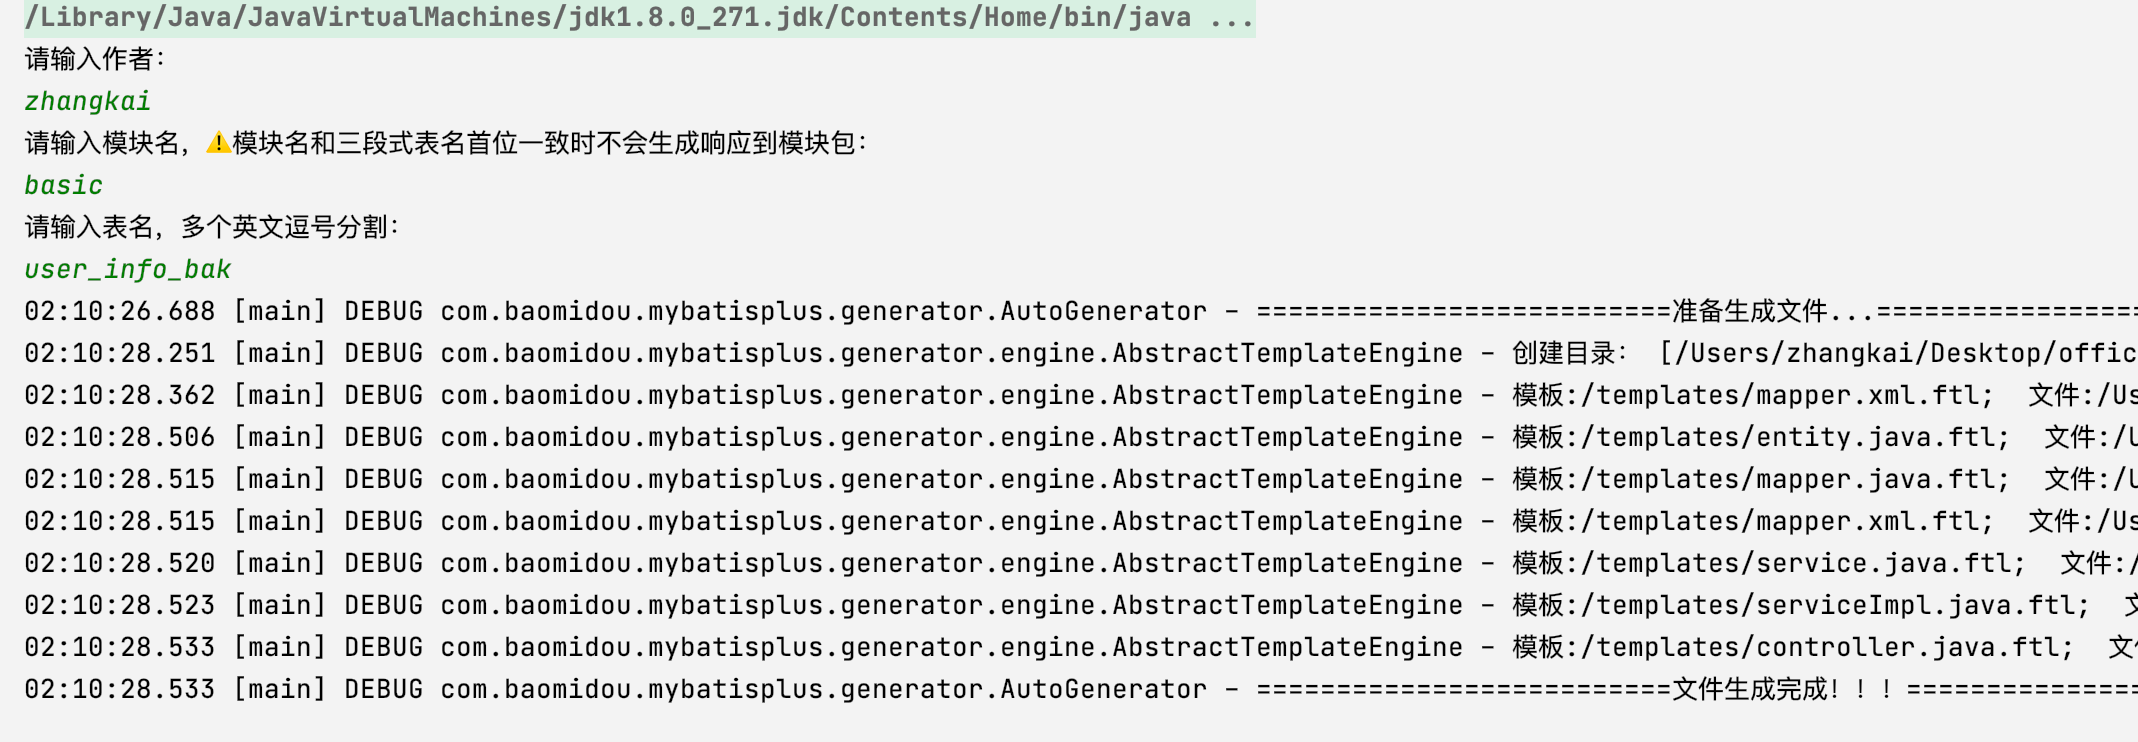 /Library/Java/JavaVirtualMachines/jdk1.8.0_271.jdk/Contents/Home/bin/java ...
请输入作者：
zhangkai
请输入模块名，⚠️模块名和三段式表名首位一致时不会生成响应到模块包：
basic
请输入表名，多个英文逗号分割：
user_info_bak
02:10:26.688 [main] DEBUG com.baomidou.mybatisplus.generator.AutoGenerator - ==========================准备生成文件...=================
02:10:28.251 [main] DEBUG com.baomidou.mybatisplus.generator.engine.AbstractTemplateEngine - 创建目录： [/Users/zhangkai/Desktop/offic
02:10:28.362 [main] DEBUG com.baomidou.mybatisplus.generator.engine.AbstractTemplateEngine - 模板:/templates/mapper.xml.ftl;  文件:/Us
02:10:28.506 [main] DEBUG com.baomidou.mybatisplus.generator.engine.AbstractTemplateEngine - 模板:/templates/entity.java.ftl;  文件:/U
02:10:28.515 [main] DEBUG com.baomidou.mybatisplus.generator.engine.AbstractTemplateEngine - 模板:/templates/mapper.java.ftl;  文件:/U
02:10:28.515 [main] DEBUG com.baomidou.mybatisplus.generator.engine.AbstractTemplateEngine - 模板:/templates/mapper.xml.ftl;  文件:/Us
02:10:28.520 [main] DEBUG com.baomidou.mybatisplus.generator.engine.AbstractTemplateEngine - 模板:/templates/service.java.ftl;  文件:/
02:10:28.523 [main] DEBUG com.baomidou.mybatisplus.generator.engine.AbstractTemplateEngine - 模板:/templates/serviceImpl.java.ftl;  文
02:10:28.533 [main] DEBUG com.baomidou.mybatisplus.generator.engine.AbstractTemplateEngine - 模板:/templates/controller.java.ftl;  文件
02:10:28.533 [main] DEBUG com.baomidou.mybatisplus.generator.AutoGenerator - ==========================文件生成完成！！！===============